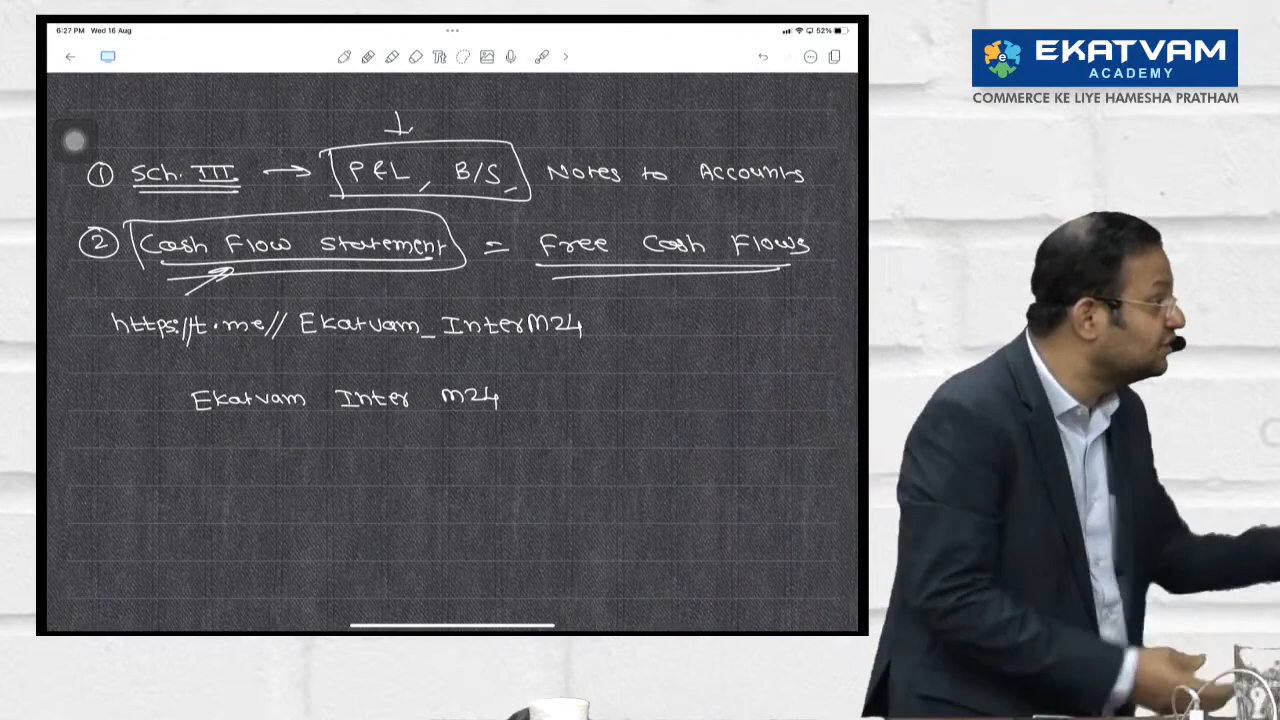 6:27 PM Wed 16 Aug
52%
1
① Sch. III → P&L, B/S, Notes to Accounts
② Cash Flow Statement = Free Cash Flows
https://t.me// Ekatvam_InterM24
Ekatvam Inter M24
EKATVAM
ACADEMY
COMMERCE KE LIYE HAMESHA PRATHAM